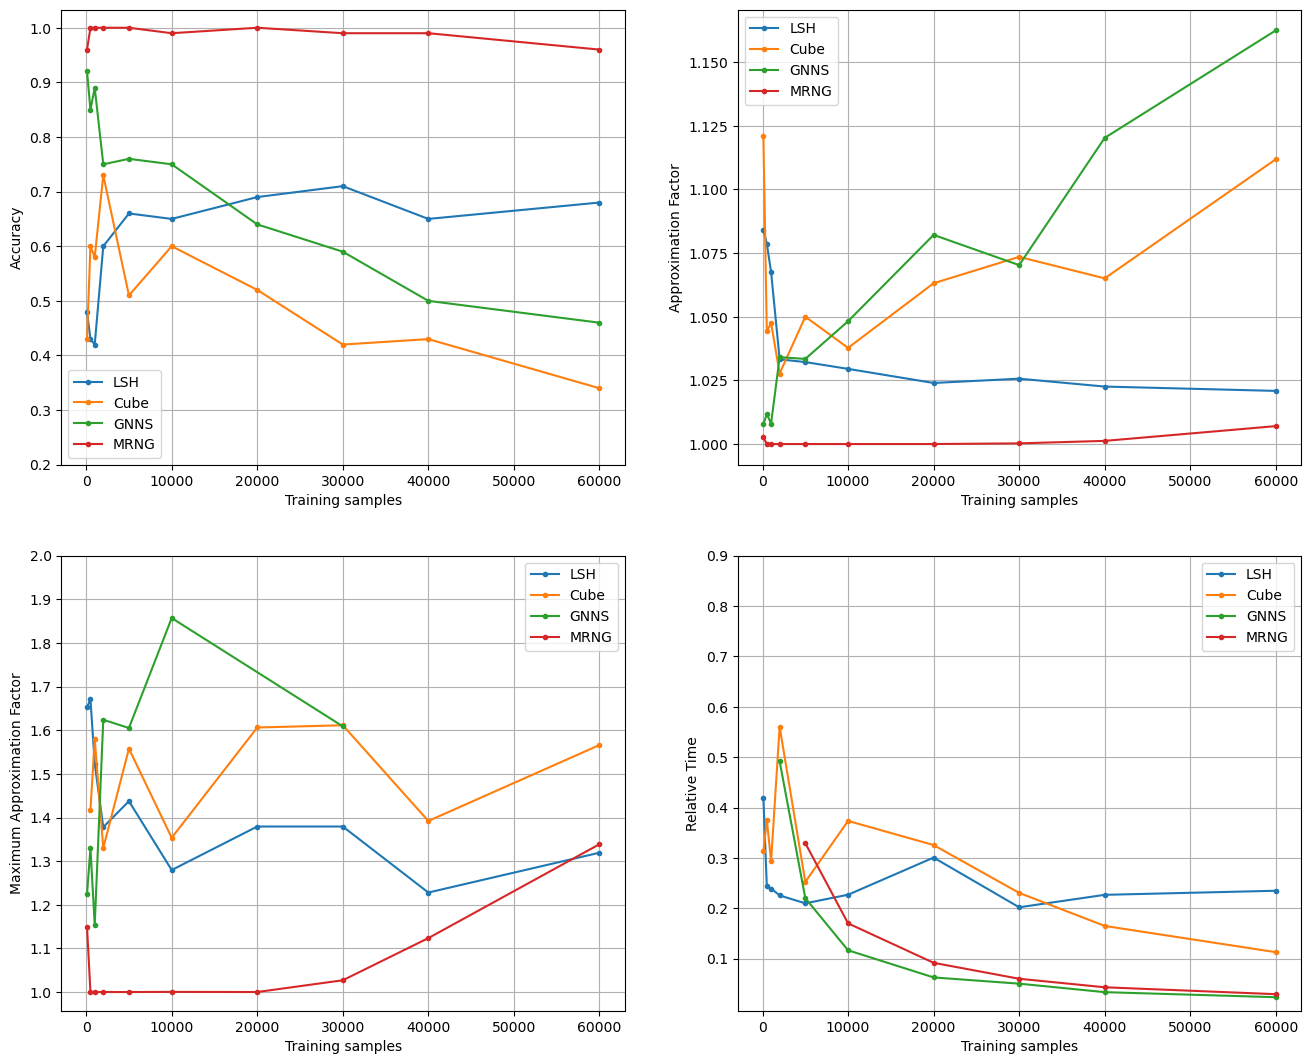 1.0
0.9
0.8
0.7
0.6
0.5
0.4
0.3
0.2
Accuracy
LSH
Cube
GNNS
MRNG
0 10000 20000 30000 40000 50000 60000
Training samples
1.150
1.125
1.100
1.075
1.050
1.025
1.000
Approximation Factor
LSH
Cube
GNNS
MRNG
0 10000 20000 30000 40000 50000 60000
Training samples
2.0
1.9
1.8
1.7
1.6
1.5
1.4
1.3
1.2
1.1
1.0
Maximum Approximation Factor
LSH
Cube
GNNS
MRNG
0 10000 20000 30000 40000 50000 60000
Training samples
0.9
0.8
0.7
0.6
0.5
0.4
0.3
0.2
0.1
Relative Time
LSH
Cube
GNNS
MRNG
0 10000 20000 30000 40000 50000 60000
Training samples